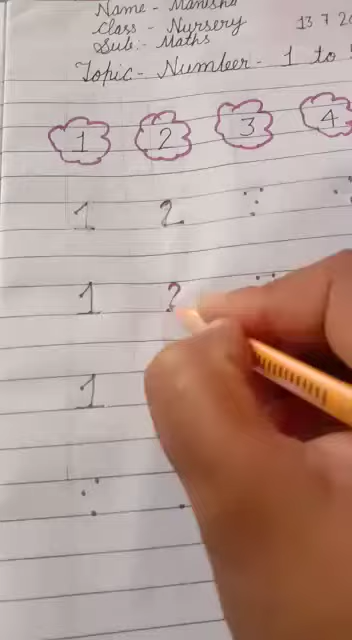 Name - Manisha
Class - Nursery 13 7 20
Sub:- Maths
Topic - Number - 1 to
1 2 3 4
1 2
1 2
1